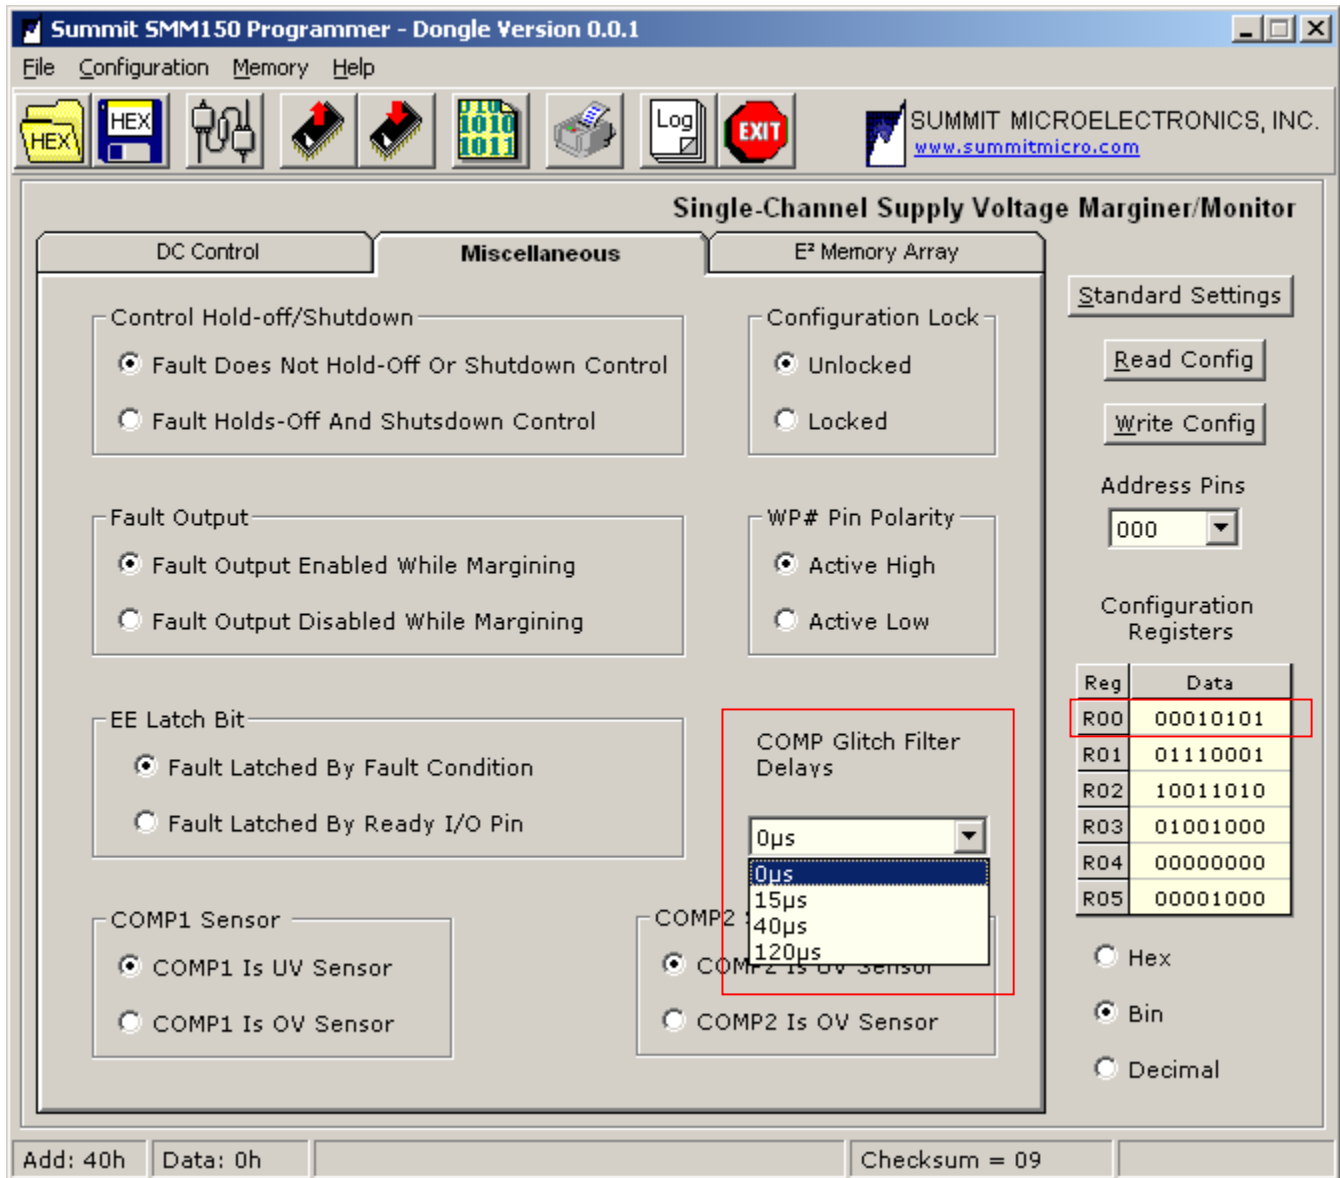 Summit SMM150 Programmer - Dongle Version 0.0.1
File Configuration Memory Help
HEX HEX 010 1010 1011 Log EXIT
SUMMIT MICROELECTRONICS, INC.
www.summitmicro.com
Single-Channel Supply Voltage Marginer/Monitor
DC Control Miscellaneous E² Memory Array
Control Hold-off/Shutdown
Fault Does Not Hold-Off Or Shutdown Control
Fault Holds-Off And Shutsdown Control
Configuration Lock
Unlocked
Locked
Fault Output
Fault Output Enabled While Margining
Fault Output Disabled While Margining
WP# Pin Polarity
Active High
Active Low
EE Latch Bit
Fault Latched By Fault Condition
Fault Latched By Ready I/O Pin
COMP Glitch Filter
Delays
0µs
0µs
15µs
40µs
120µs
COMP1 Sensor
COMP1 Is UV Sensor
COMP1 Is OV Sensor
COMP2
COMP2 Is UV Sensor
COMP2 Is OV Sensor
Standard Settings
Read Config
Write Config
Address Pins
000
Configuration
Registers
Reg Data
R00 00010101
R01 01110001
R02 10011010
R03 01001000
R04 00000000
R05 00001000
Hex
Bin
Decimal
Add: 40h Data: 0h Checksum = 09